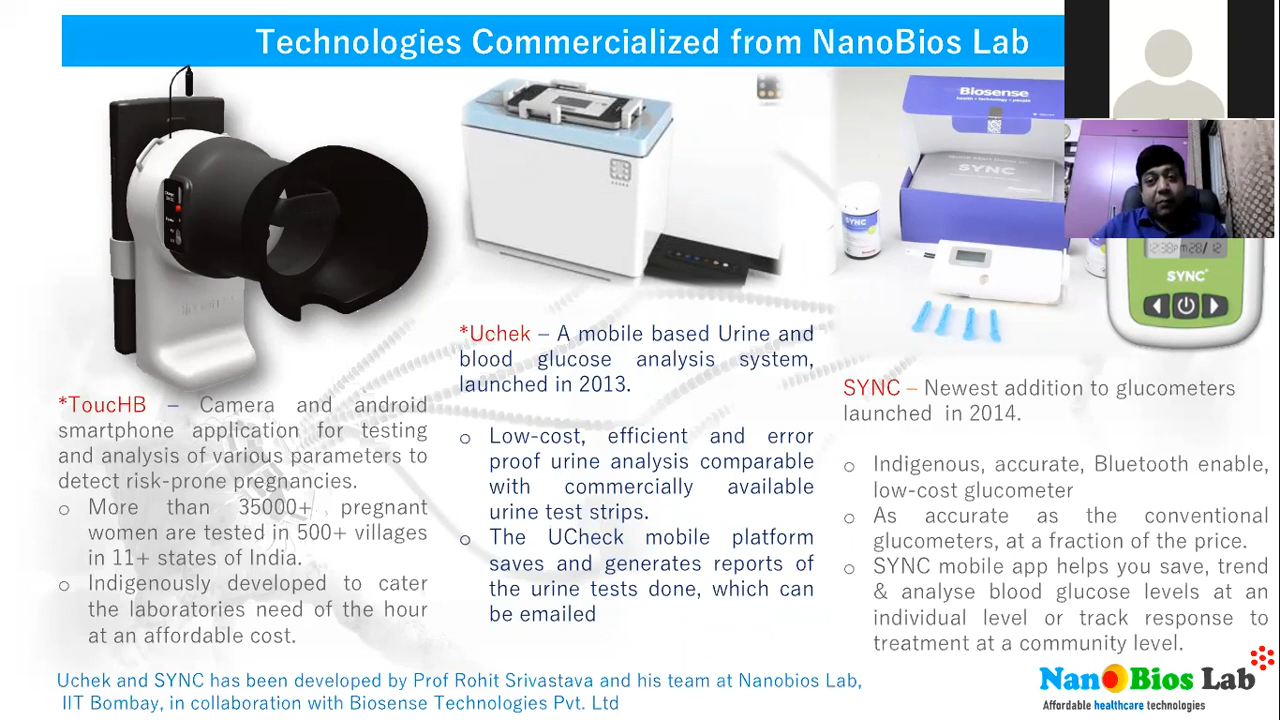 Technologies Commercialized from NanoBios Lab
Biosense
health • technology • people
SYNC
SYNC
2:38pm 28/ 12
SYNC
*ToucHB – Camera and android
smartphone application for testing
and analysis of various parameters to
detect risk-prone pregnancies.
o More than 35000+ pregnant
women are tested in 500+ villages
in 11+ states of India.
o Indigenously developed to cater
the laboratories need of the hour
at an affordable cost.
*Uchek – A mobile based Urine and
blood glucose analysis system,
launched in 2013.
o Low-cost, efficient and error
proof urine analysis comparable
with commercially available
urine test strips.
o The UCheck mobile platform
saves and generates reports of
the urine tests done, which can
be emailed
SYNC – Newest addition to glucometers
launched in 2014.
o Indigenous, accurate, Bluetooth enable,
low-cost glucometer
o As accurate as the conventional
glucometers, at a fraction of the price.
o SYNC mobile app helps you save, trend
& analyse blood glucose levels at an
individual level or track response to
treatment at a community level.
Uchek and SYNC has been developed by Prof Rohit Srivastava and his team at Nanobios Lab,
IIT Bombay, in collaboration with Biosense Technologies Pvt. Ltd
NanoBios Lab
Affordable healthcare technologies